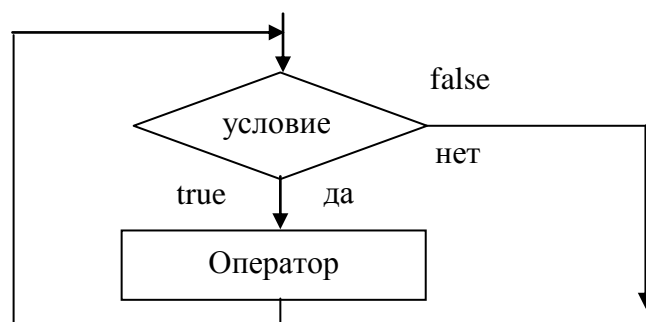 false
условие
нет
true
да
Оператор